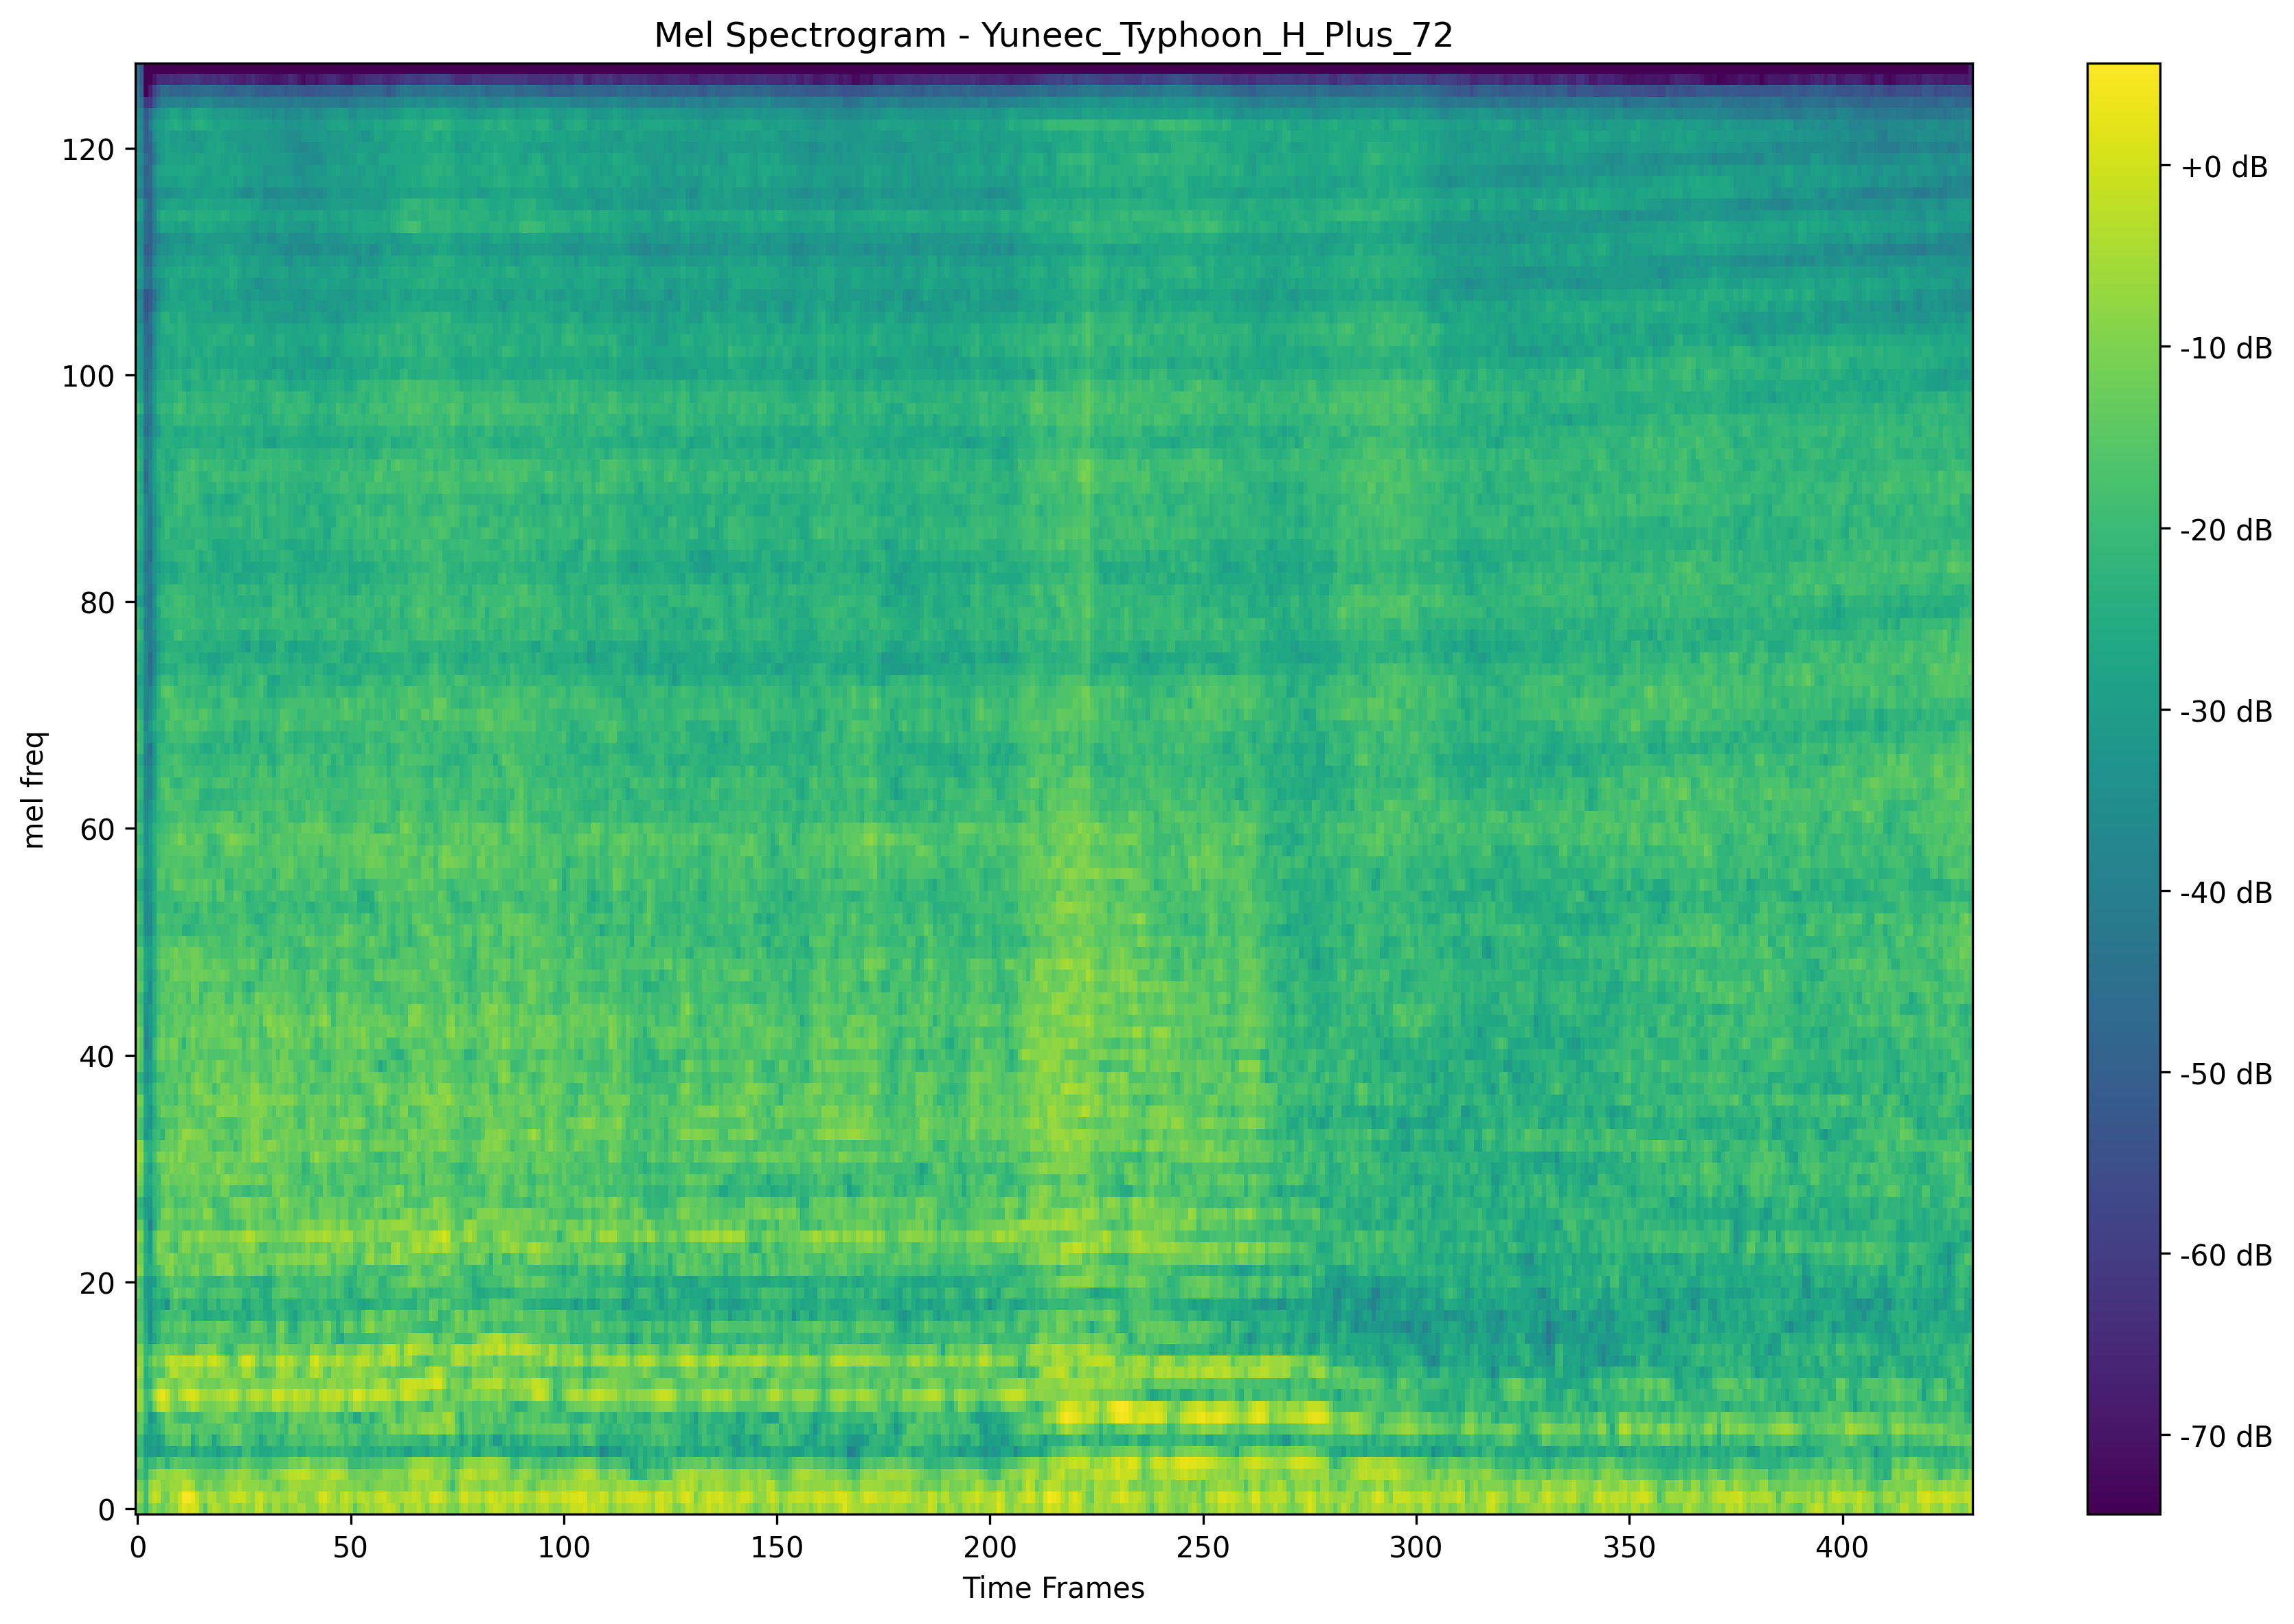 Mel Spectrogram - Yuneec_Typhoon_H_Plus_72
mel freq
120
100
80
60
40
20
0
0 50 100 150 200 250 300 350 400
Time Frames
+0 dB
-10 dB
-20 dB
-30 dB
-40 dB
-50 dB
-60 dB
-70 dB